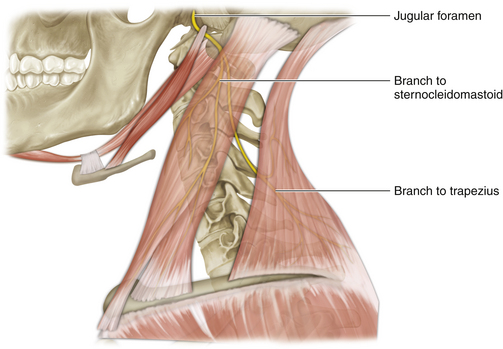 Jugular foramen
Branch to
sternocleidomastoid
Branch to trapezius